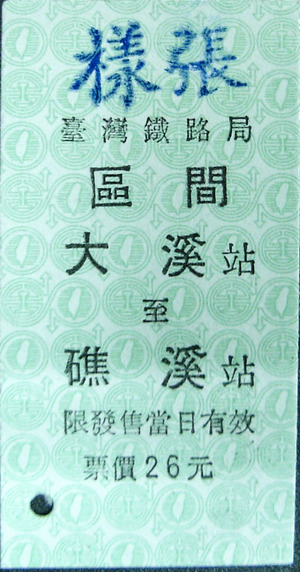 樣張
臺灣鐵路局
區間
大溪站
至
礁溪站
限發售當日有效
票價26元